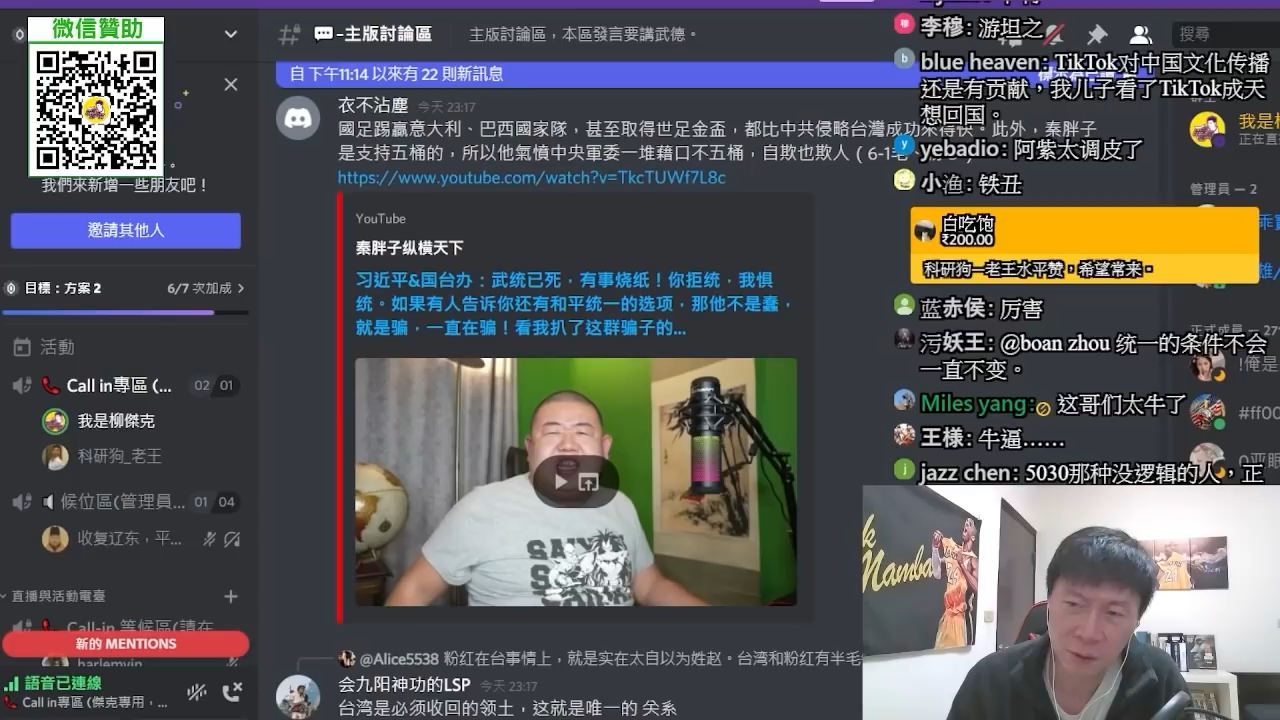 微信贊助
我們來新增一些朋友吧！
邀請其他人
目標：方案 2
6/7 次加成
活動
Call in專區 (...
02 01
我是柳傑克
科研狗_老王
候位區(管理員...
01 04
收复辽东，平...
直播與活動電臺
Call-in 等候區(請在
新的 MENTIONS
harlemvin
語音已連線
Call in專區 (傑克專用，...
-主版討論區
主版討論區，本區發言要講武德。
搜尋
自 下午11:14 以來有 22 則新訊息
衣不沾塵 今天 23:17
國足踢贏意大利、巴西國家隊，甚至取得世足金盃，都比中共侵略台灣成功來得快。此外，秦胖子
是支持五桶的，所以他氣憤中央軍委一堆藉口不五桶，自欺也欺人
https://www.youtube.com/watch?v=TkcTUWf7L8c
YouTube
秦胖子纵横天下
习近平&国台办：武统已死，有事烧纸！你拒统，我惧
统。如果有人告诉你还有和平统一的选项，那他不是蠢，
就是骗，一直在骗！看我扒了这群骗子的...
@Alice5538 粉红在台事情上，就是实在太自以为姓赵。台湾和粉红有半毛
会九阳神功的LSP 今天 23:17
台湾是必须收回的领土，这就是唯一的 关系
李穆: 游坦之
blue heaven: TikTok对中国文化传播
还是有贡献，我儿子看了TikTok成天
想回国。
yebadio: 阿紫太调皮了
小渔: 铁丑
白吃饱
₹200.00
科研狗—老王水平赞，希望常来。
蓝赤侯: 厉害
污妖王: @boan zhou 统一的条件不会
一直不变。
Miles yang: 这哥们太牛了
王様: 牛逼......
jazz chen: 5030那种没逻辑的人，正
我是
正在直
管理員 — 2
正式成員 — 27
!俺是
#ff00
Mamba